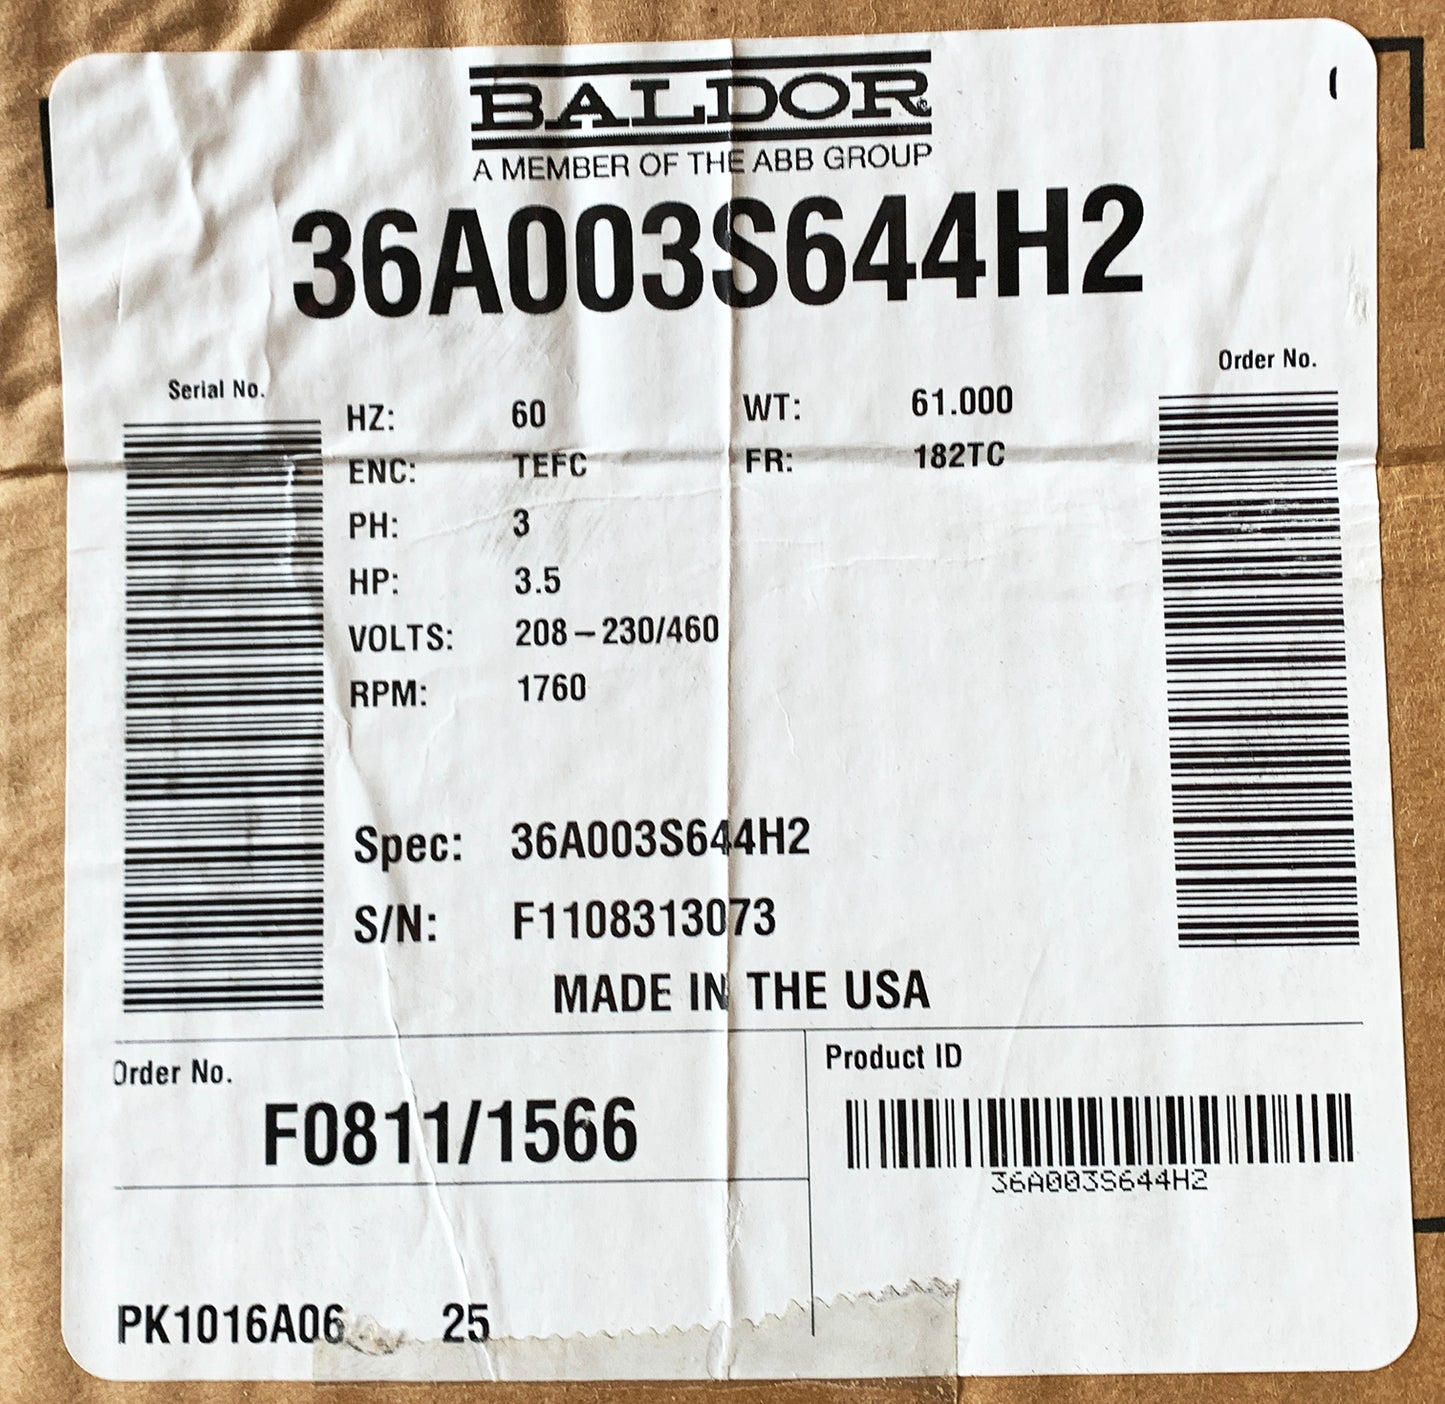 BALDOR®
A MEMBER OF THE ABB GROUP
36A003S644H2
Serial No.
Order No.
HZ: 60 WT: 61.000
ENC: TEFC FR: 182TC
PH: 3
HP: 3.5
VOLTS: 208–230/460
RPM: 1760
Spec: 36A003S644H2
S/N: F1108313073
MADE IN THE USA
Order No.
F0811/1566
Product ID
36A003S644H2
PK1016A06 25